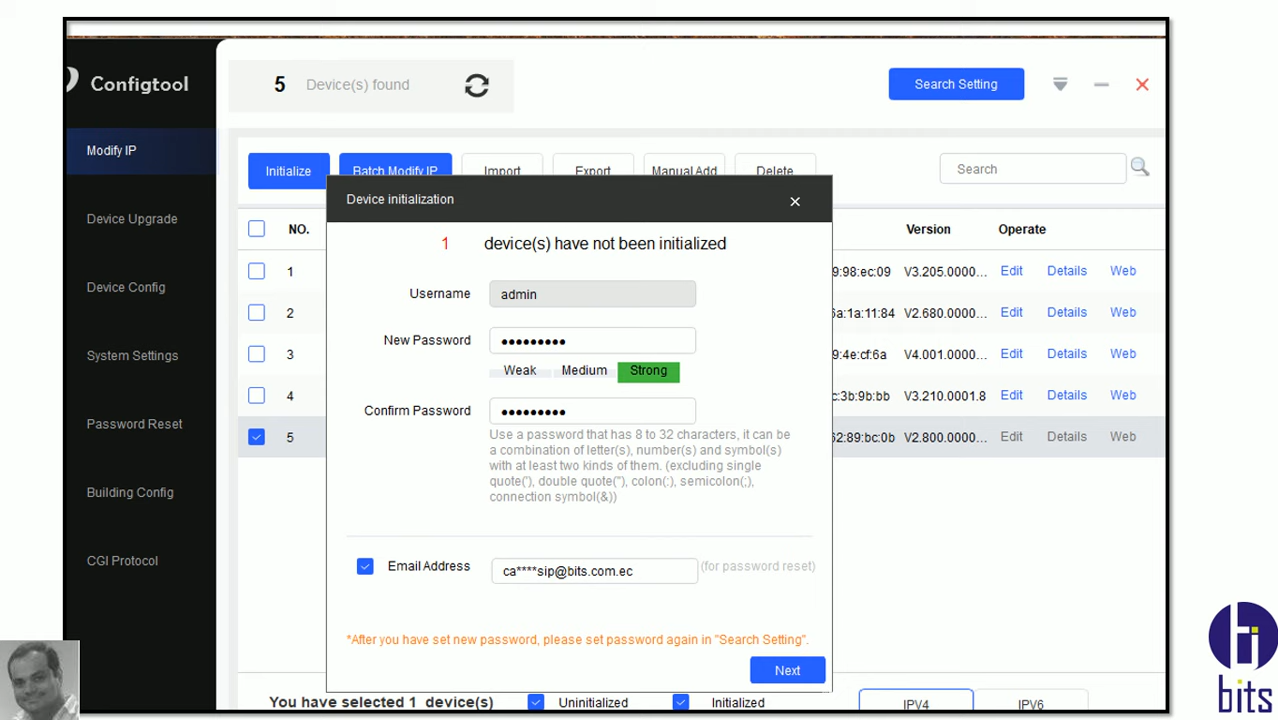 Configtool
5 Device(s) found
Search Setting
Modify IP
Device Upgrade
Device Config
System Settings
Password Reset
Building Config
CGI Protocol
Initialize Batch Modify IP Import Export Manual Add Delete
Search
NO. Version Operate
1 9:98:ec:09 V3.205.0000... Edit Details Web
2 6a:1a:11:84 V2.680.0000... Edit Details Web
3 9:4e:cf:6a V4.001.0000... Edit Details Web
4 c:3b:9b:bb V3.210.0001.8 Edit Details Web
5 62:89:bc:0b V2.800.0000... Edit Details Web
Device initialization
1 device(s) have not been initialized
Username admin
New Password •••••••••
Weak Medium Strong
Confirm Password •••••••••
Use a password that has 8 to 32 characters, it can be
a combination of letter(s), number(s) and symbol(s)
with at least two kinds of them. (excluding single
quote('), double quote("), colon(:), semicolon(;),
connection symbol(&))
Email Address ca****sip@bits.com.ec (for password reset)
*After you have set new password, please set password again in "Search Setting".
Next
You have selected 1 device(s) Uninitialized Initialized IPV4 IPV6
bits